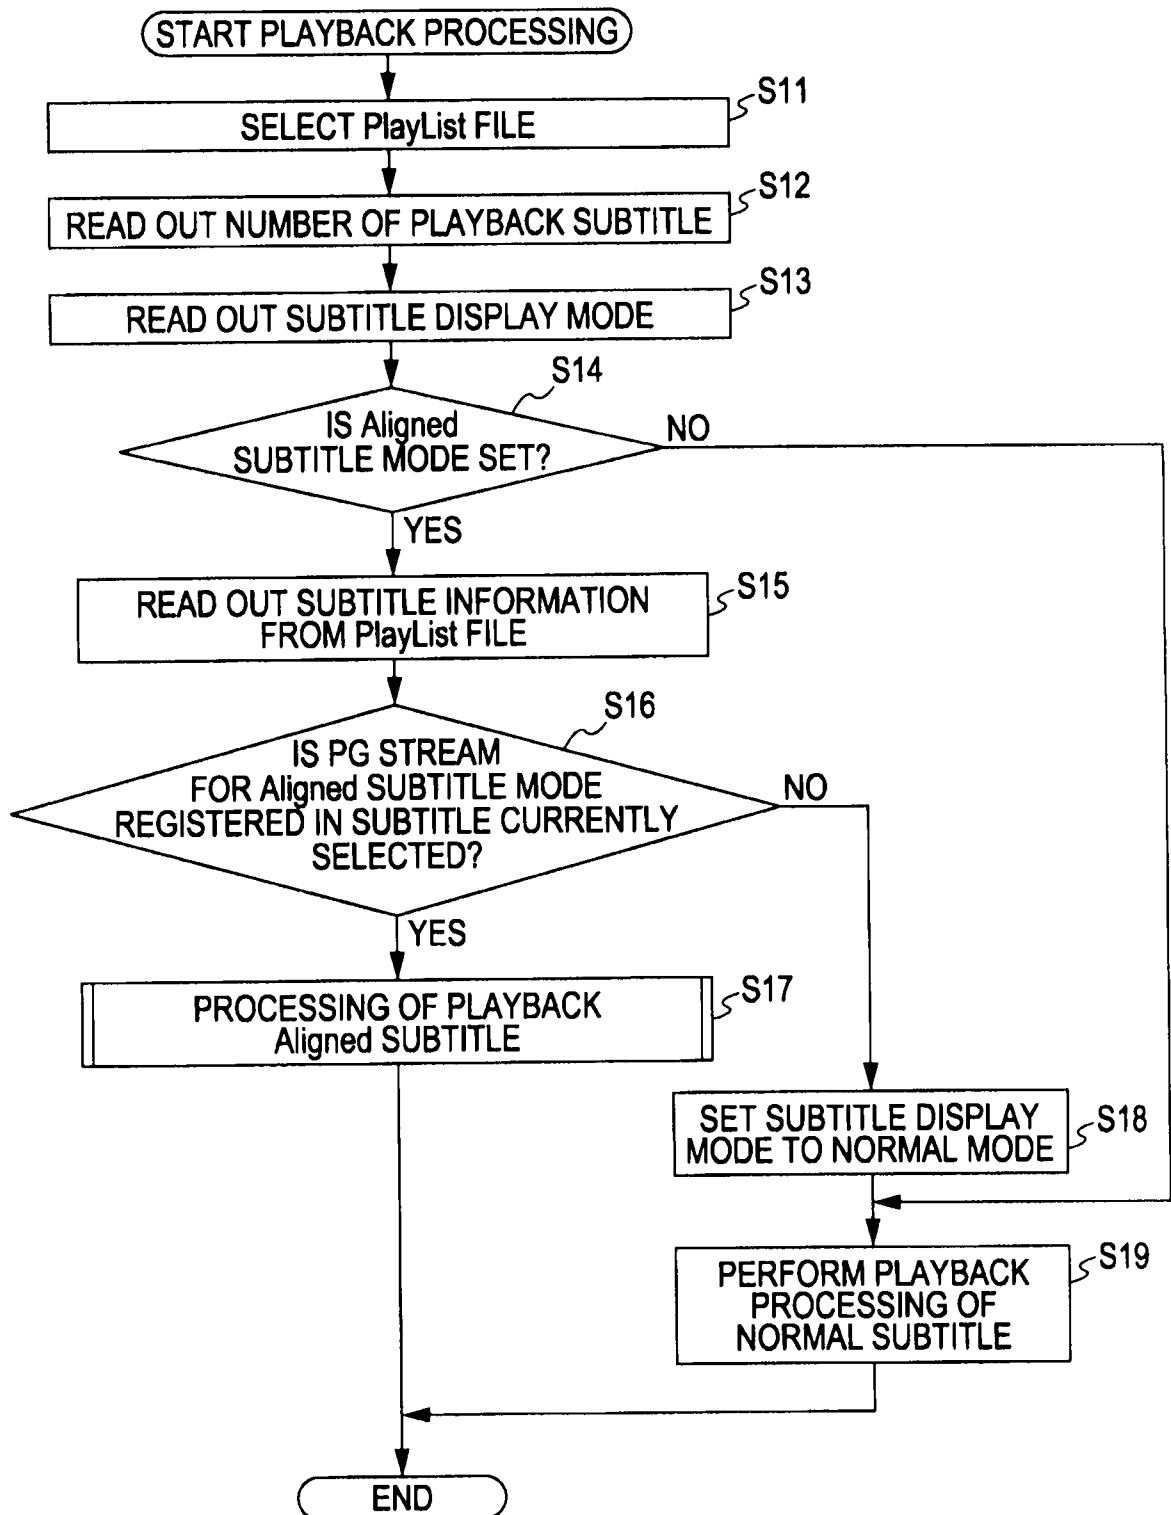 START PLAYBACK PROCESSING
S11
SELECT PlayList FILE
S12
READ OUT NUMBER OF PLAYBACK SUBTITLE
S13
READ OUT SUBTITLE DISPLAY MODE
S14
IS Aligned
SUBTITLE MODE SET?
NO
YES
S15
READ OUT SUBTITLE INFORMATION
FROM PlayList FILE
S16
IS PG STREAM
FOR Aligned SUBTITLE MODE
REGISTERED IN SUBTITLE CURRENTLY
SELECTED?
NO
YES
S17
PROCESSING OF PLAYBACK
Aligned SUBTITLE
S18
SET SUBTITLE DISPLAY
MODE TO NORMAL MODE
S19
PERFORM PLAYBACK
PROCESSING OF
NORMAL SUBTITLE
END